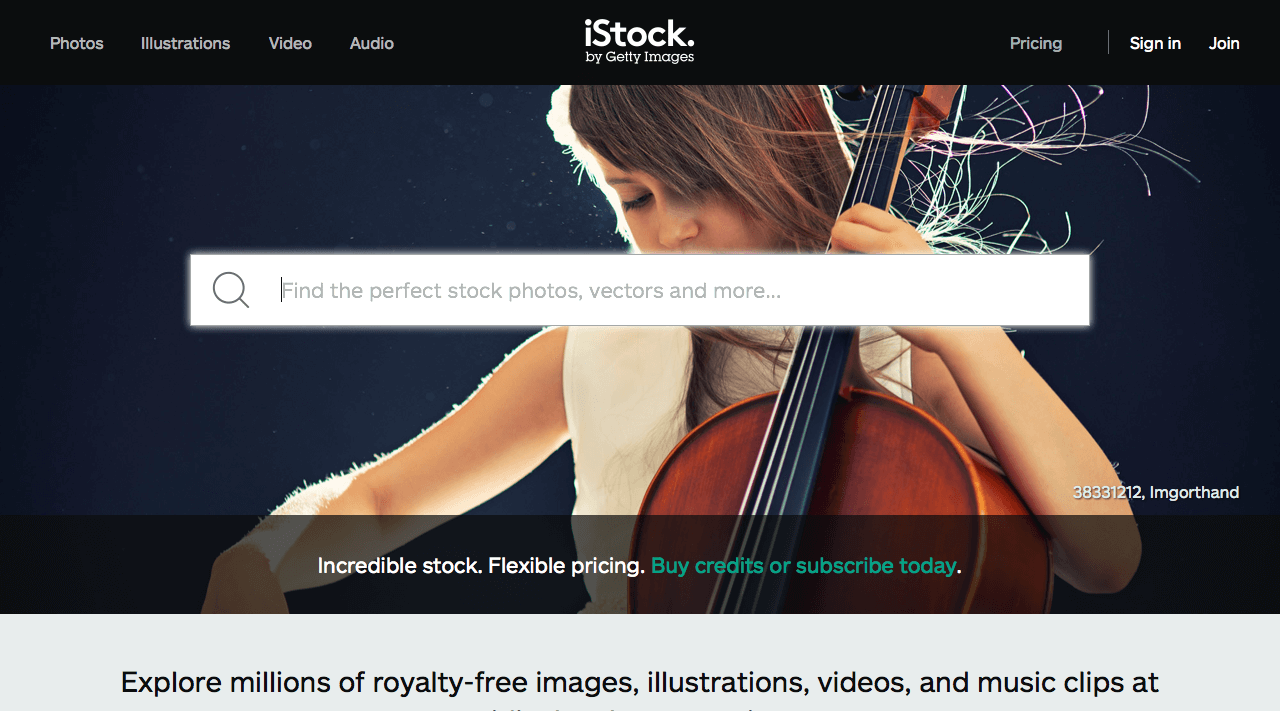 Photos
Illustrations
Video
Audio
iStock.
by Getty Images
Pricing
Sign in
Join
Find the perfect stock photos, vectors and more...
38331212, Imgorthand
Incredible stock. Flexible pricing. Buy credits or subscribe today.
Explore millions of royalty-free images, illustrations, videos, and music clips at